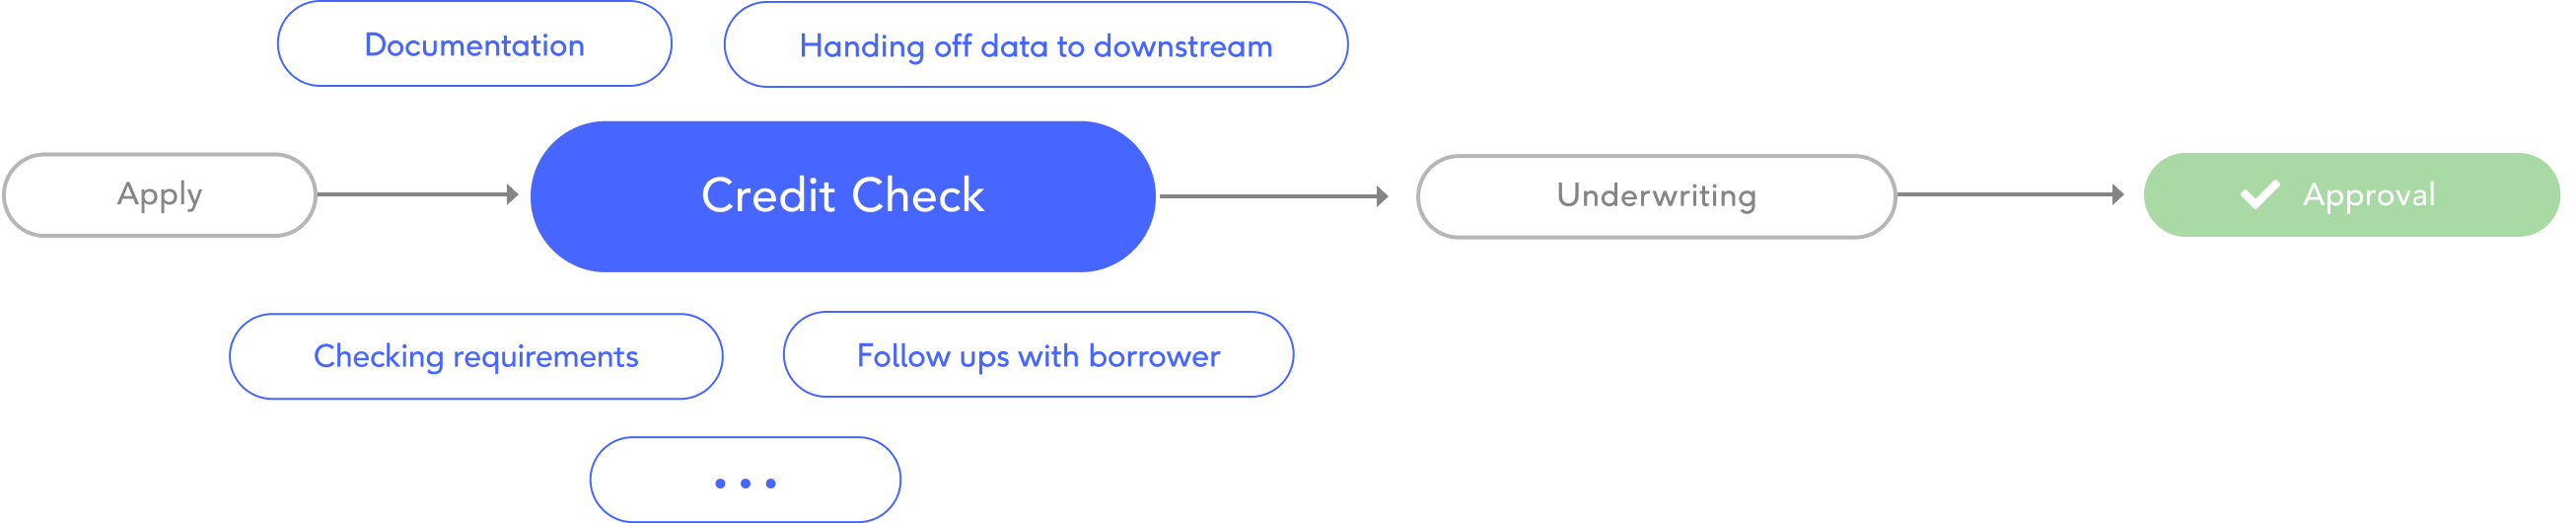 Documentation
Handing off data to downstream
Apply
Credit Check
Underwriting
Approval
Checking requirements
Follow ups with borrower
...